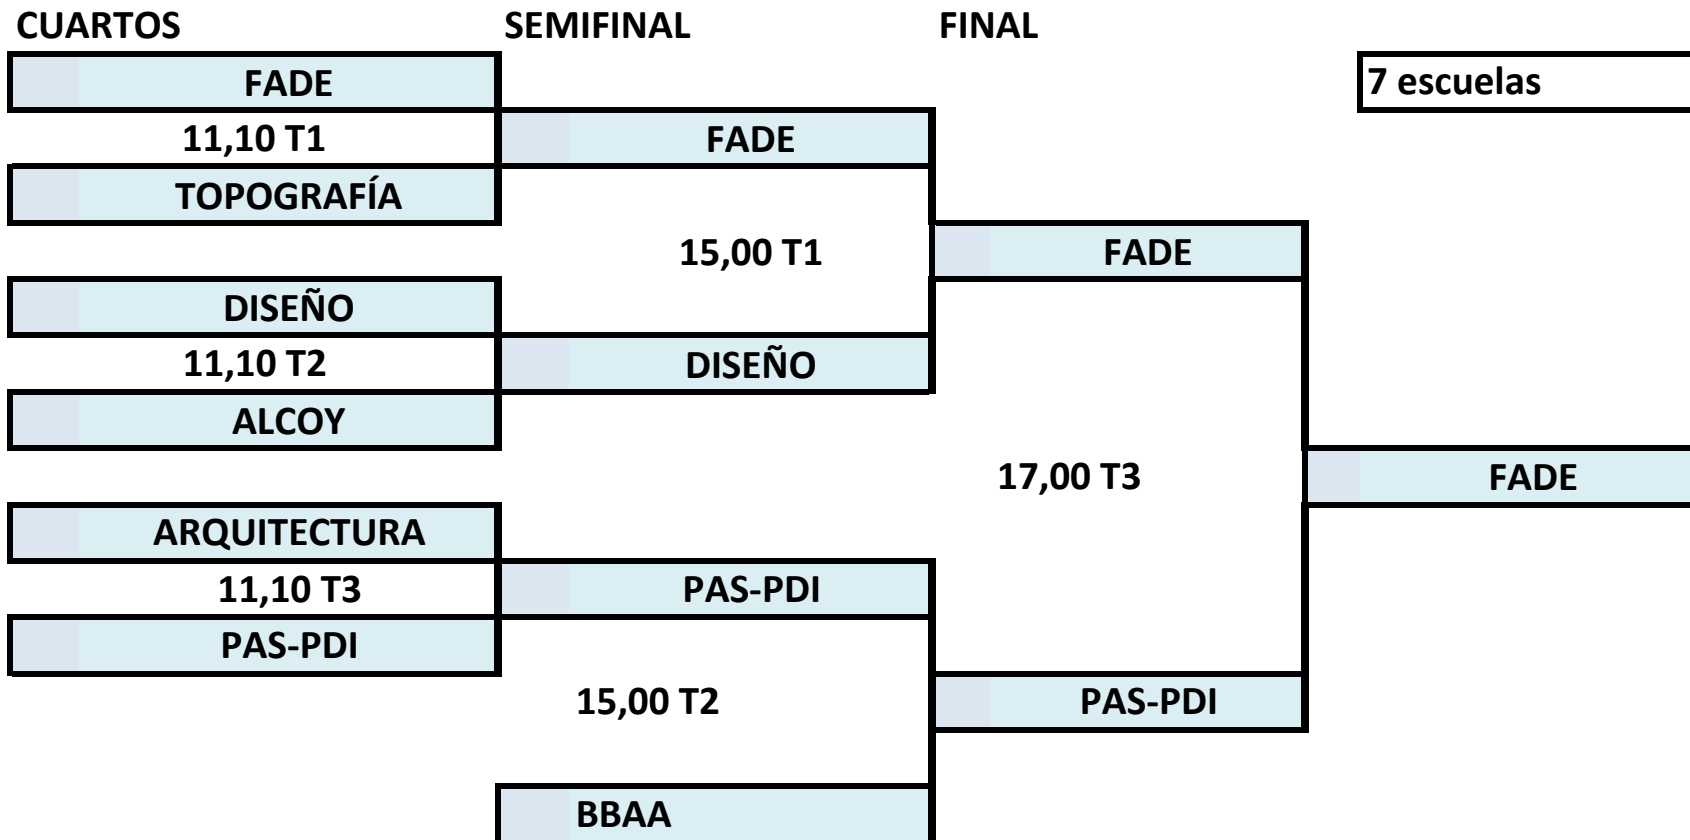 CUARTOS SEMIFINAL FINAL
FADE 7 escuelas
11,10 T1 FADE
TOPOGRAFÍA
15,00 T1 FADE
DISEÑO
11,10 T2 DISEÑO
ALCOY
17,00 T3 FADE
ARQUITECTURA
11,10 T3 PAS-PDI
PAS-PDI
15,00 T2 PAS-PDI
BBAA